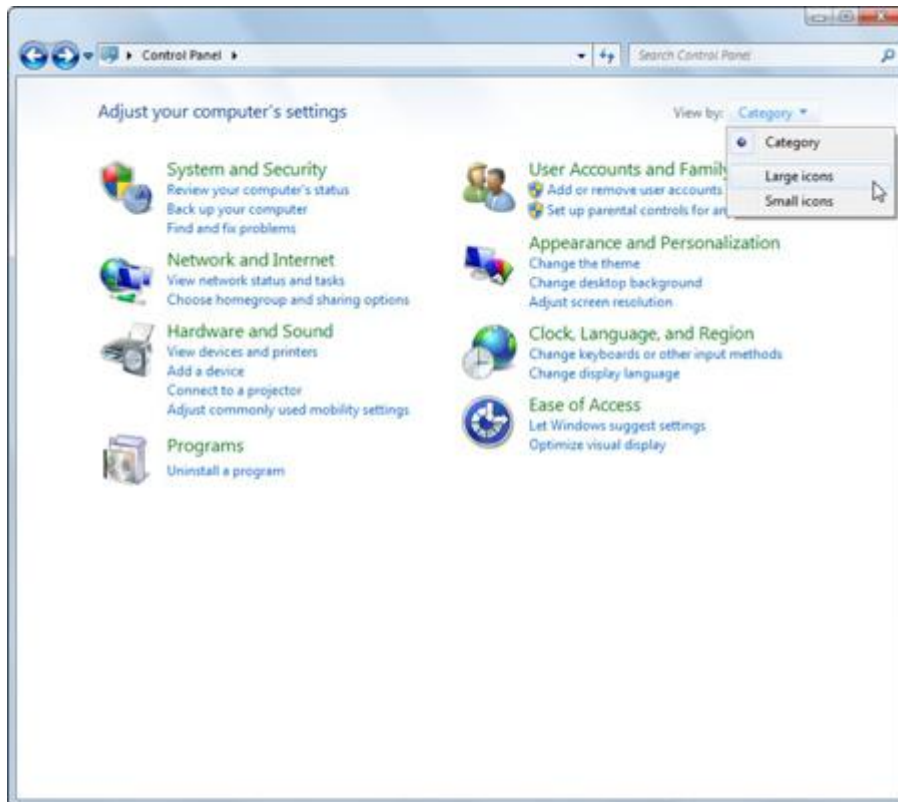 Control Panel
Search Control Panel
Adjust your computer's settings
View by: Category
Category
Large icons
Small icons
System and Security
Review your computer's status
Back up your computer
Find and fix problems
Network and Internet
View network status and tasks
Choose homegroup and sharing options
Hardware and Sound
View devices and printers
Add a device
Connect to a projector
Adjust commonly used mobility settings
Programs
Uninstall a program
User Accounts and Family
Add or remove user accounts
Set up parental controls for
Appearance and Personalization
Change the theme
Change desktop background
Adjust screen resolution
Clock, Language, and Region
Change keyboards or other input methods
Change display language
Ease of Access
Let Windows suggest settings
Optimize visual display